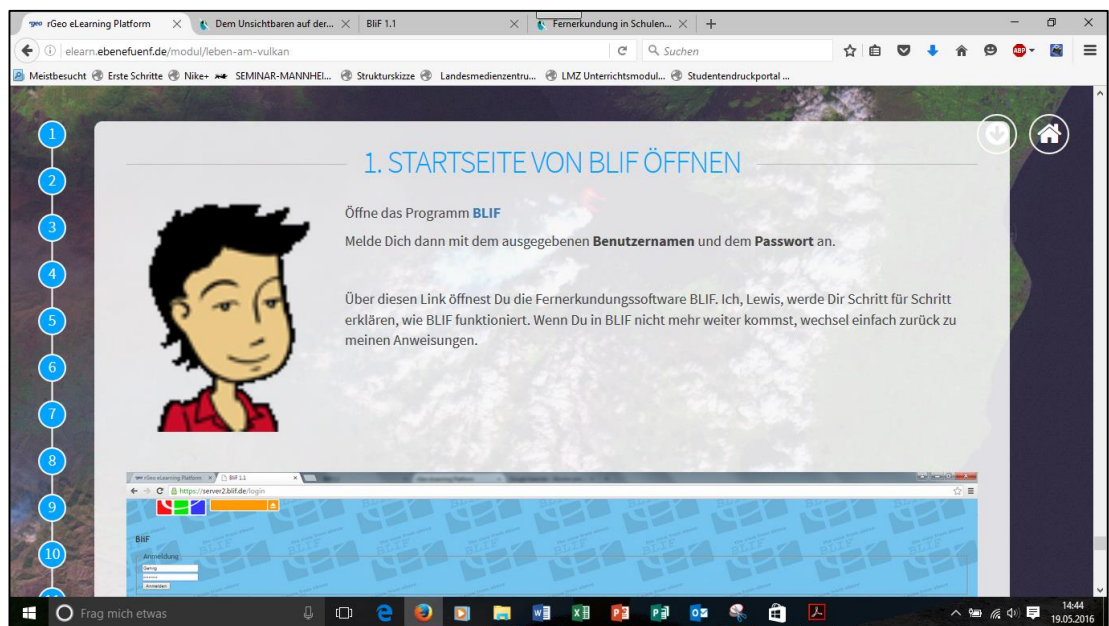 rGeo eLearning Platform
Dem Unsichtbaren auf der...
BliF 1.1
Fernerkundung in Schulen...
elearn.ebenefuenf.de/modul/leben-am-vulkan
Suchen
ABP
Meistbesucht
Erste Schritte
Nike+
SEMINAR-MANNHEI...
Strukturskizze
Landesmedienzentru...
LMZ Unterrichtsmodul...
Studentendruckportal ...
1
2
3
4
5
6
7
8
9
10
1. STARTSEITE VON BLIF ÖFFNEN
Öffne das Programm BLIF
Melde Dich dann mit dem ausgegebenen Benutzernamen und dem Passwort an.
Über diesen Link öffnest Du die Fernerkundungssoftware BLIF. Ich, Lewis, werde Dir Schritt für Schritt
erklären, wie BLIF funktioniert. Wenn Du in BLIF nicht mehr weiter kommst, wechsel einfach zurück zu
meinen Anweisungen.
rGeo eLearning Platform
BliF 1.1
https://server2.blif.de/login
BliF
Anmeldung
Anmelden
Frag mich etwas
14:44
19.05.2016